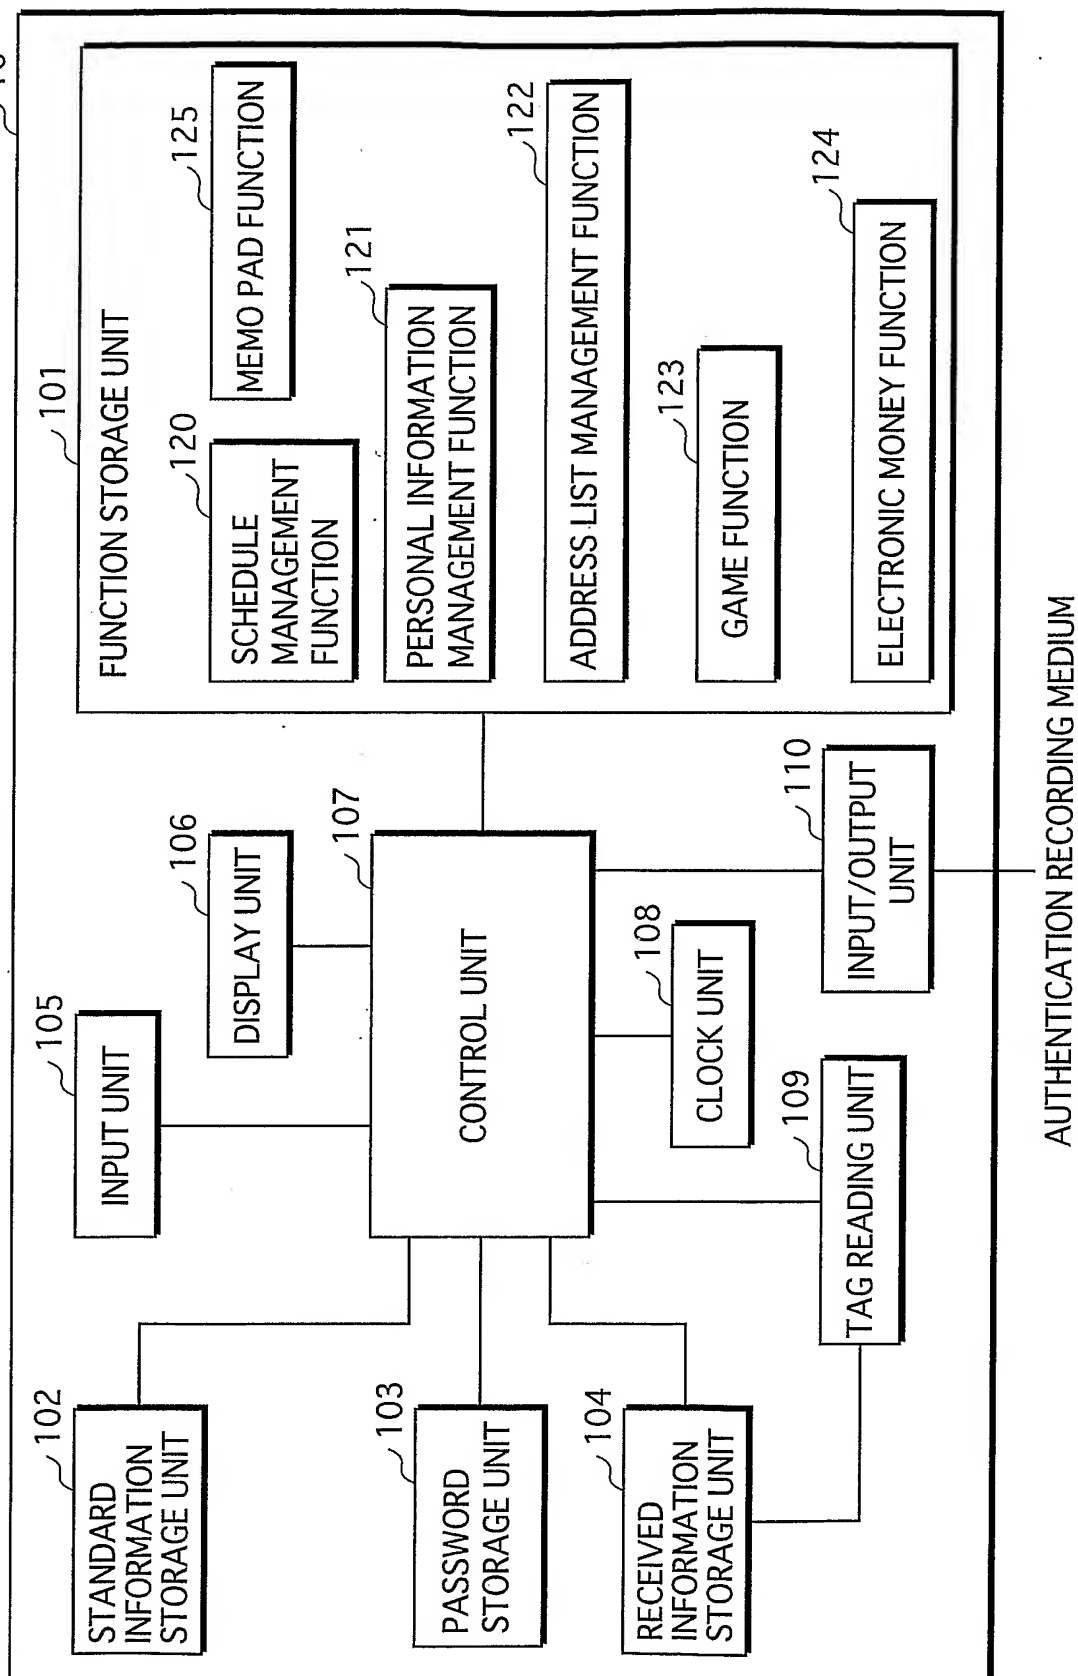 102
STANDARD
INFORMATION
STORAGE UNIT
103
PASSWORD
STORAGE UNIT
104
RECEIVED
INFORMATION
STORAGE UNIT
105
INPUT UNIT
106
DISPLAY UNIT
107
CONTROL UNIT
108
CLOCK UNIT
109
TAG READING UNIT
110
INPUT/OUTPUT
UNIT
101
FUNCTION STORAGE UNIT
120
SCHEDULE
MANAGEMENT
FUNCTION
125
MEMO PAD FUNCTION
121
PERSONAL INFORMATION
MANAGEMENT FUNCTION
122
ADDRESS LIST MANAGEMENT FUNCTION
123
GAME FUNCTION
124
ELECTRONIC MONEY FUNCTION
AUTHENTICATION RECORDING MEDIUM